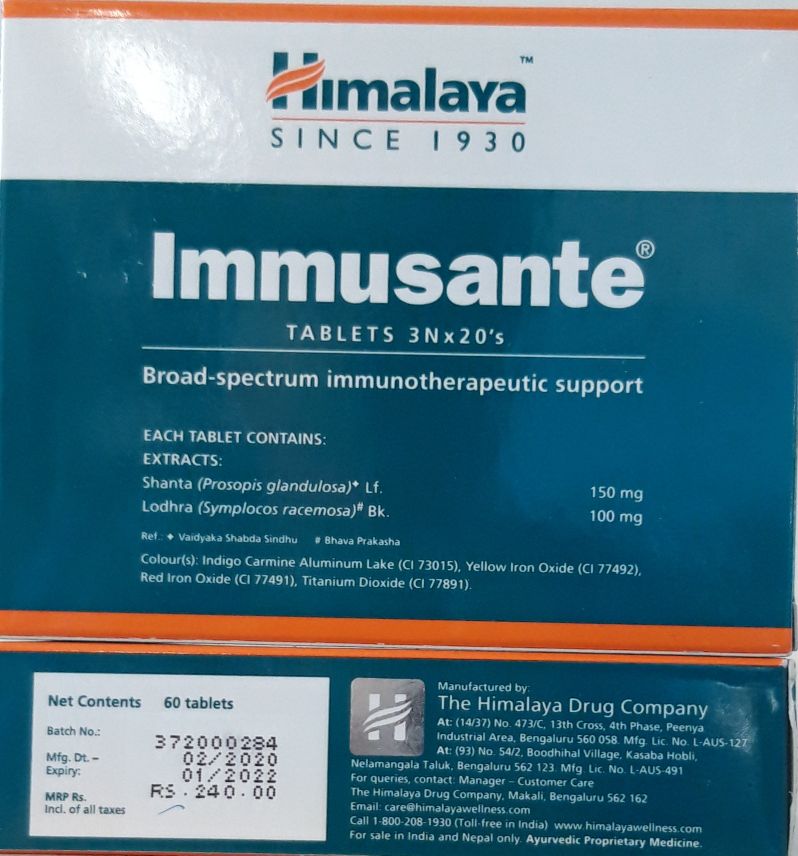 Himalaya™
SINCE 1930
Immusante®
TABLETS 3Nx20's
Broad-spectrum immunotherapeutic support
EACH TABLET CONTAINS:
EXTRACTS:
Shanta (Prosopis glandulosa)✦ Lf. 150 mg
Lodhra (Symplocos racemosa)# Bk. 100 mg
Ref.: ✦ Vaidyaka Shabda Sindhu # Bhava Prakasha
Colour(s): Indigo Carmine Aluminum Lake (CI 73015), Yellow Iron Oxide (CI 77492),
Red Iron Oxide (CI 77491), Titanium Dioxide (CI 77891).
Net Contents 60 tablets
Batch No.: 372000284
Mfg. Dt. – 02/2020
Expiry: 01/2022
MRP Rs. RS.240.00
Incl. of all taxes
H
Manufactured by:
The Himalaya Drug Company
At: (14/37) No. 473/C, 13th Cross, 4th Phase, Peenya
Industrial Area, Bengaluru 560 058. Mfg. Lic. No. L-AUS-127
At: (93) No. 54/2, Boodhihal Village, Kasaba Hobli,
Nelamangala Taluk, Bengaluru 562 123. Mfg. Lic. No. L-AUS-491
For queries, contact: Manager – Customer Care
The Himalaya Drug Company, Makali, Bengaluru 562 162
Email: care@himalayawellness.com
Call 1-800-208-1930 (Toll-free in India) www.himalayawellness.com
For sale in India and Nepal only. Ayurvedic Proprietary Medicine.